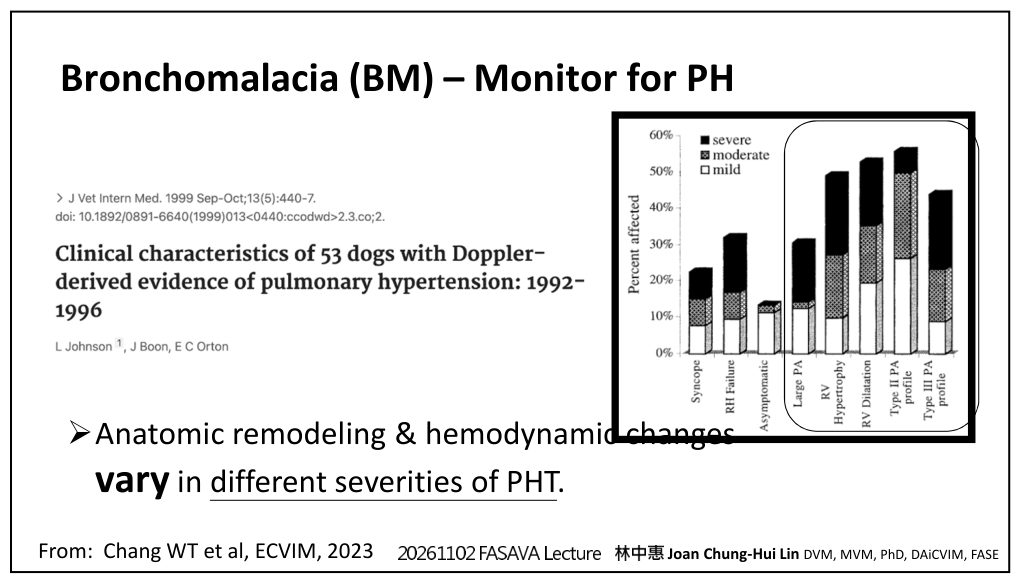 Bronchomalacia (BM) – Monitor for PH
> J Vet Intern Med. 1999 Sep-Oct;13(5):440-7.
doi: 10.1892/0891-6640(1999)013<0440:ccodwd>2.3.co;2.
Clinical characteristics of 53 dogs with Doppler-
derived evidence of pulmonary hypertension: 1992-
1996
L Johnson 1, J Boon, E C Orton
60%
50%
40%
30%
20%
10%
0%
Percent affected
severe
moderate
mild
Syncope
RH Failure
Asymptomatic
Large PA
RV
Hypertrophy
RV Dilatation
Type II PA
profile
Type III PA
profile
➢Anatomic remodeling & hemodynamic changes
vary in different severities of PHT.
From: Chang WT et al, ECVIM, 2023
20261102 FASAVA Lecture 林中惠 Joan Chung-Hui Lin DVM, MVM, PhD, DAiCVIM, FASE